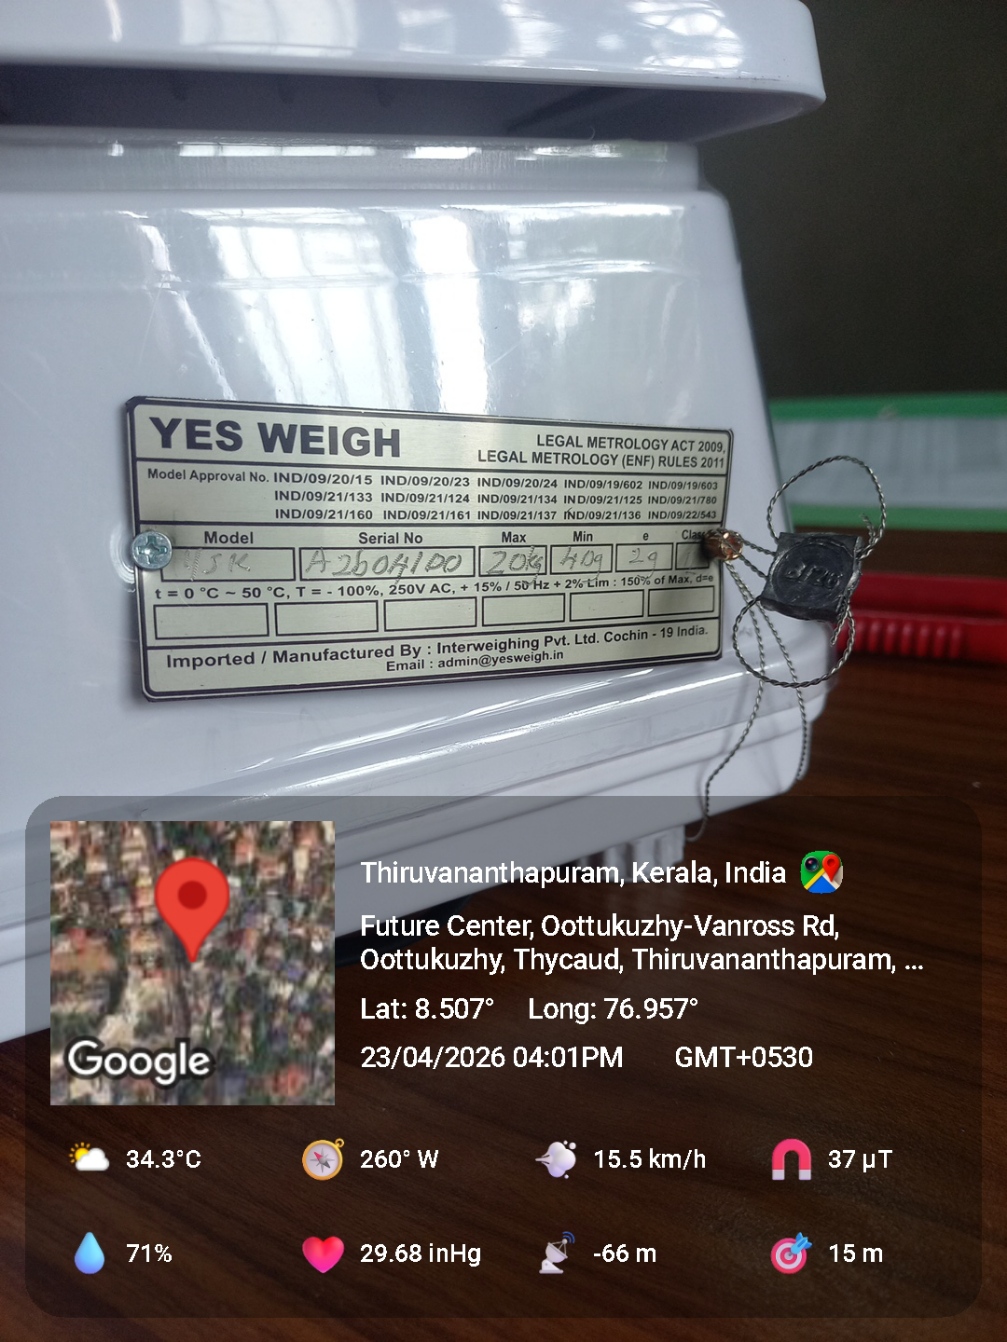 YES WEIGH
LEGAL METROLOGY ACT 2009,
LEGAL METROLOGY (ENF) RULES 2011
Model Approval No. IND/09/20/15 IND/09/20/23 IND/09/20/24 IND/09/19/602 IND/09/19/603
IND/09/21/133 IND/09/21/124 IND/09/21/134 IND/09/21/125 IND/09/21/780
IND/09/21/160 IND/09/21/161 IND/09/21/137 IND/09/21/136 IND/09/22/543
Model Serial No Max Min e
YSK A2604100 20kg 40g 2g
t = 0 °C ~ 50 °C, T = - 100%, 250V AC, + 15% / 50 Hz + 2% Lim : 150% of Max, d=e
Imported / Manufactured By : Interweighing Pvt. Ltd. Cochin - 19 India.
Email : admin@yesweigh.in
Google
Thiruvananthapuram, Kerala, India
Future Center, Oottukuzhy-Vanross Rd,
Oottukuzhy, Thycaud, Thiruvananthapuram, ...
Lat: 8.507° Long: 76.957°
23/04/2026 04:01PM GMT+0530
34.3°C 260° W 15.5 km/h 37 µT
71% 29.68 inHg -66 m 15 m